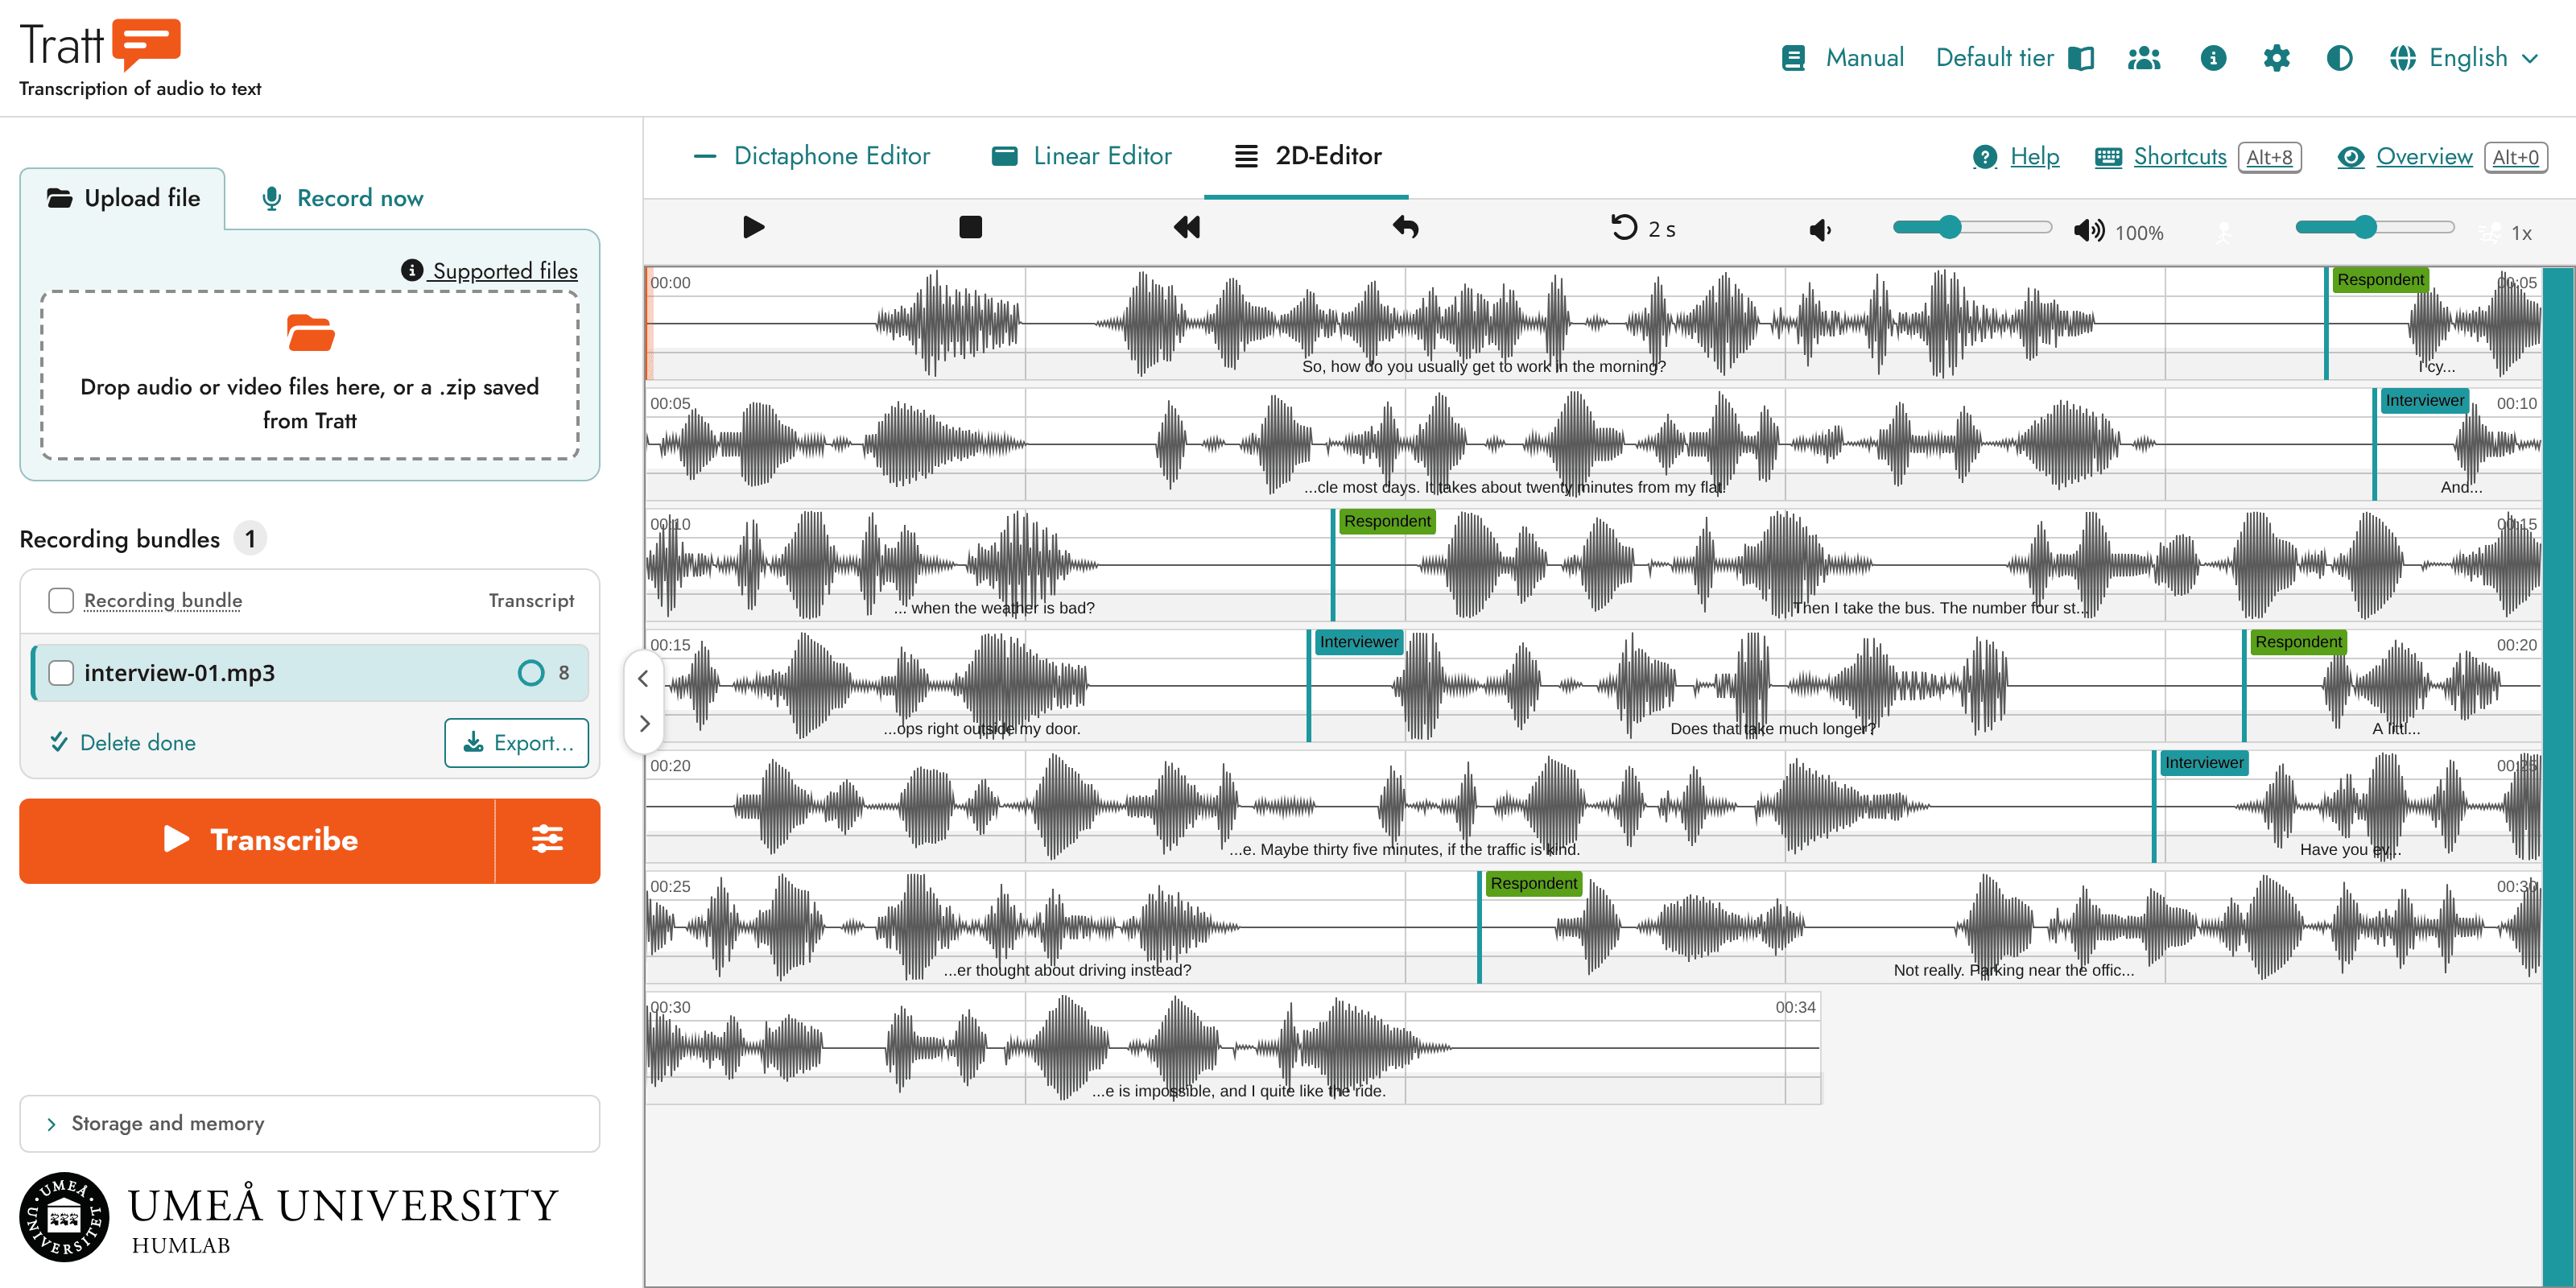 Tratt
Transcription of audio to text
Manual
Default tier
English
Upload file
Record now
Supported files
Drop audio or video files here, or a .zip saved
from Tratt
Recording bundles 1
Recording bundle Transcript
interview-01.mp3 8
Delete done
Export...
Transcribe
Storage and memory
UMEÅ UNIVERSITY
HUMLAB
UMEÅ UNIVERSITET
Dictaphone Editor
Linear Editor
2D-Editor
Help
Shortcuts Alt+8
Overview Alt+0
2 s
100%
1x
00:00 Respondent 00:05
So, how do you usually get to work in the morning? I cy...
00:05 Interviewer 00:10
...cle most days. It takes about twenty minutes from my flat. And...
00:10 Respondent 00:15
... when the weather is bad? Then I take the bus. The number four st...
00:15 Interviewer Respondent 00:20
...ops right outside my door. Does that take much longer? A littl...
00:20 Interviewer 00:25
...e. Maybe thirty five minutes, if the traffic is kind. Have you ev...
00:25 Respondent 00:30
...er thought about driving instead? Not really. Parking near the offic...
00:30 00:34
...e is impossible, and I quite like the ride.